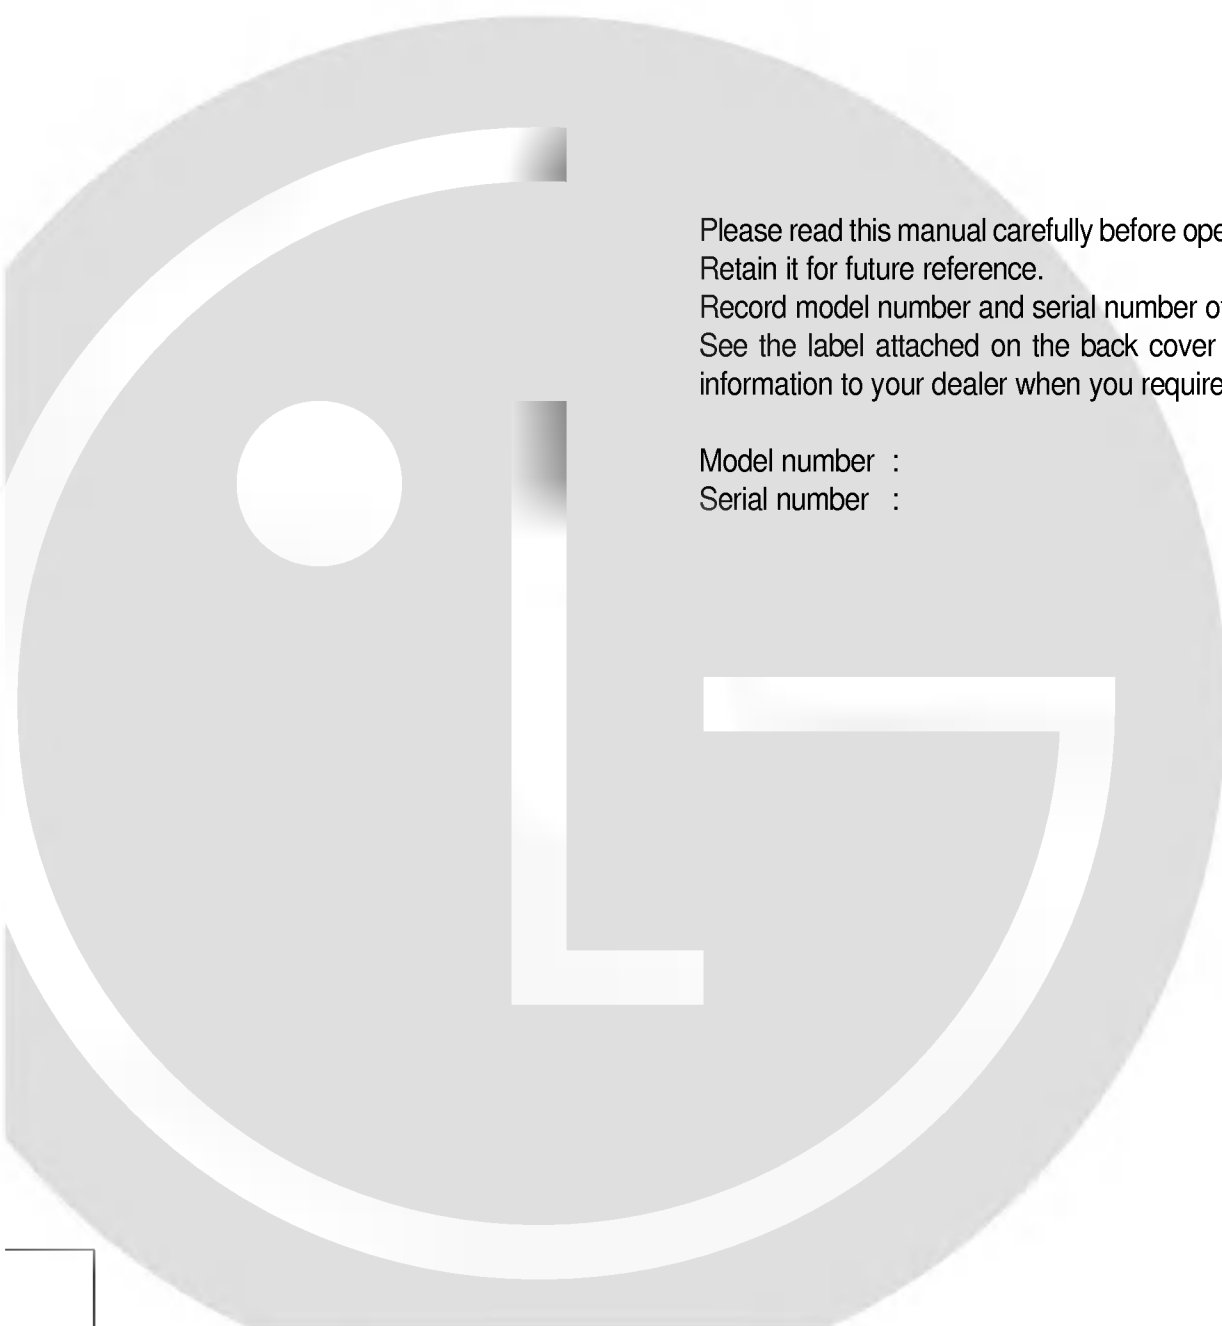 Please read this manual carefully before ope
Retain it for future reference.
Record model number and serial number of
See the label attached on the back cover
information to your dealer when you require
Model number :
Serial number :